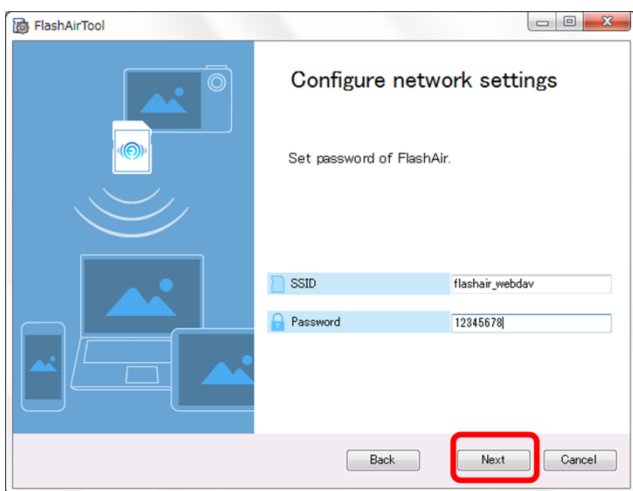 FlashAirTool
Configure network settings
Set password of FlashAir.
SSID flashair_webdav
Password 12345678
Back Next Cancel